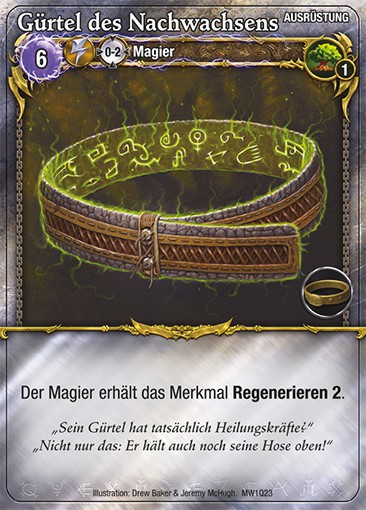 Gürtel des Nachwachsens AUSRÜSTUNG
6 0-2 Magier 1
Der Magier erhält das Merkmal Regenerieren 2.
„Sein Gürtel hat tatsächlich Heilungskräfte?“
„Nicht nur das: Er hält auch noch seine Hose oben!“
Illustration: Drew Baker & Jeremy McHugh. MW1Q23